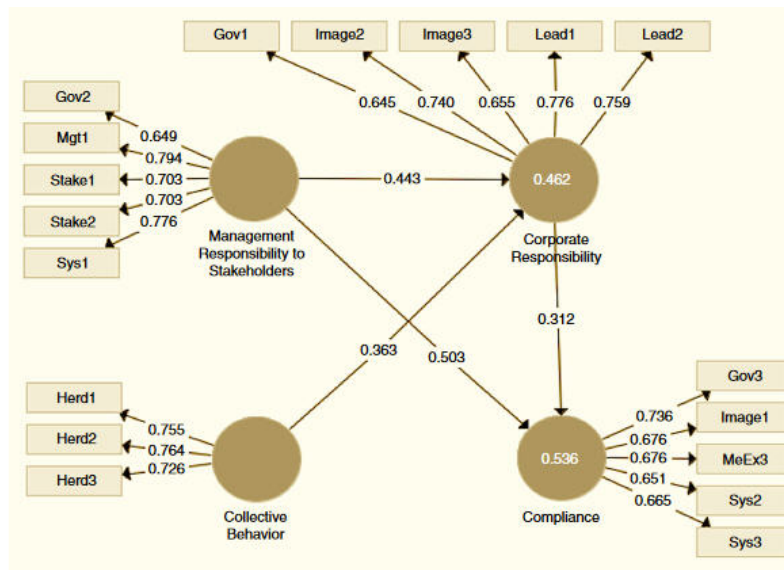 Gov1
Image2
Image3
Lead1
Lead2
0.645
0.740
0.655
0.776
0.759
Gov2
Mgt1
Stake1
Stake2
Sys1
0.649
0.794
0.703
0.703
0.776
Management
Responsibility to
Stakeholders
0.443
0.462
Corporate
Responsibility
0.363
0.503
0.312
Herd1
Herd2
Herd3
0.755
0.764
0.726
Collective
Behavior
0.536
Compliance
0.736
0.676
0.676
0.651
0.665
Gov3
Image1
MeEx3
Sys2
Sys3